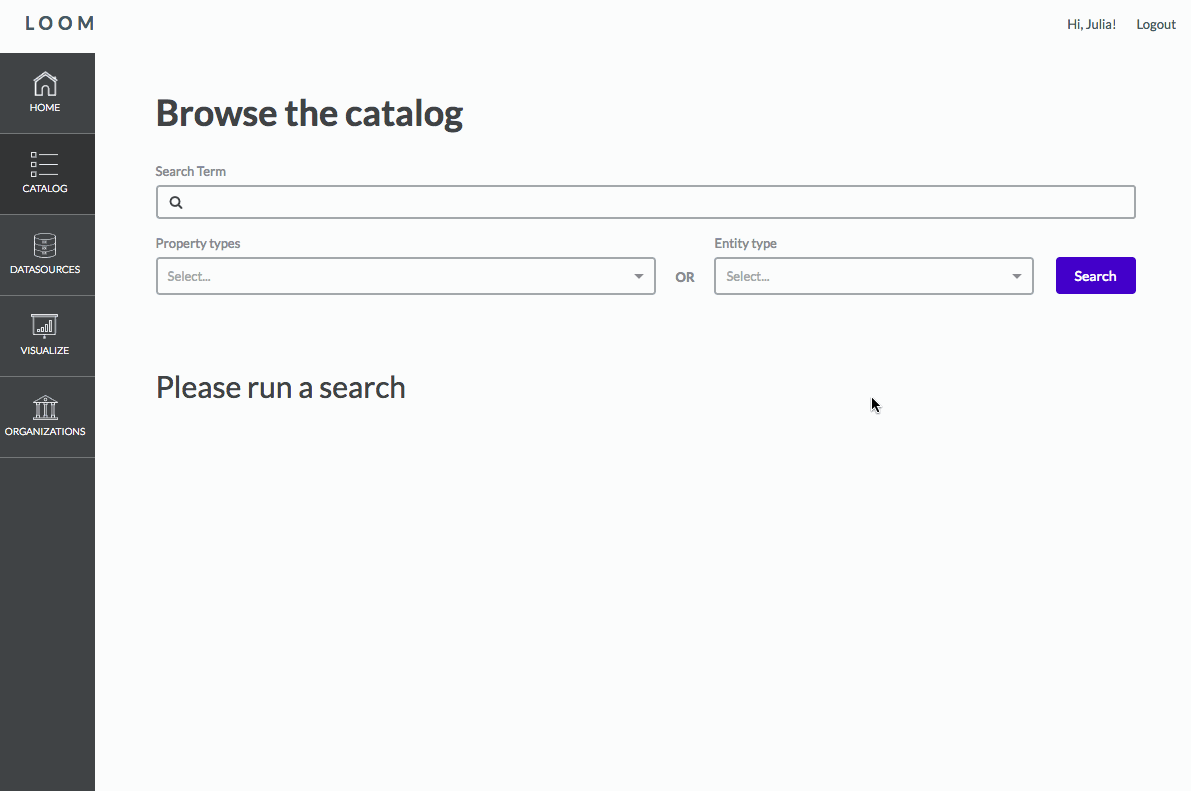 LOOM
Hi, Julia! Logout
HOME
CATALOG
DATASOURCES
VISUALIZE
ORGANIZATIONS
Browse the catalog
Search Term
Property types
Entity type
Select...
OR
Select...
Search
Please run a search